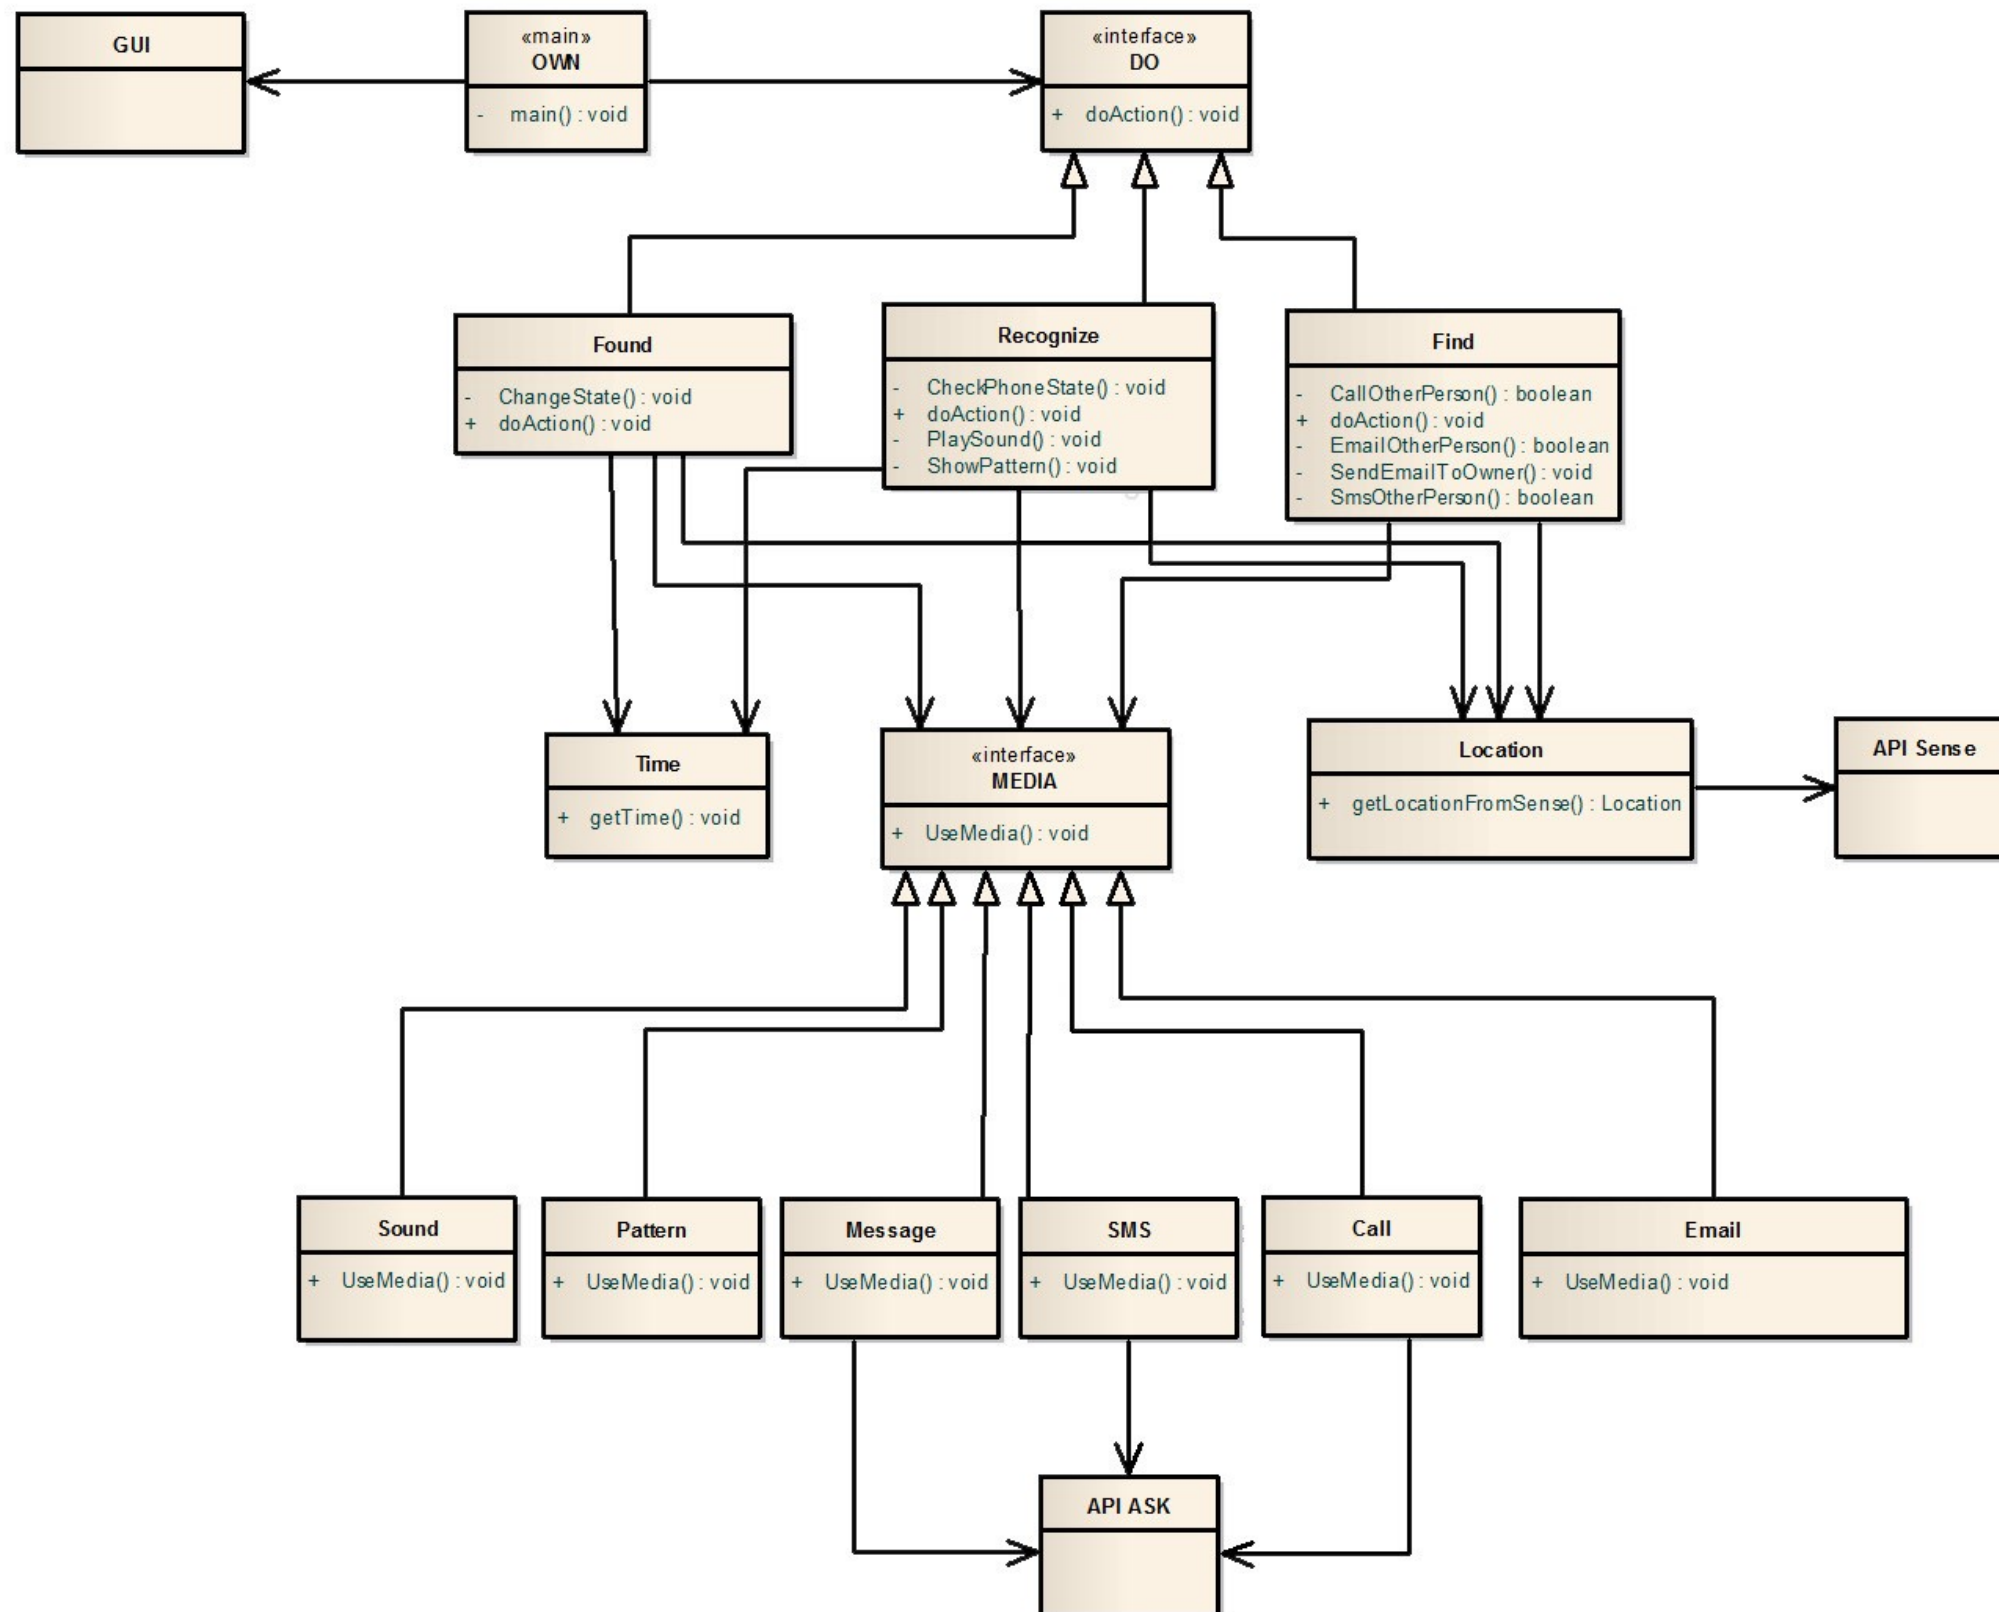 GUI
«main»
OWN
- main() : void
«interface»
DO
+ doAction() : void
Found
- ChangeState() : void
+ doAction() : void
Recognize
- CheckPhoneState() : void
+ doAction() : void
- PlaySound() : void
- ShowPattern() : void
Find
- CallOtherPerson() : boolean
+ doAction() : void
- EmailOtherPerson() : boolean
- SendEmailToOwner() : void
- SmsOtherPerson() : boolean
Time
+ getTime() : void
«interface»
MEDIA
+ UseMedia() : void
Location
+ getLocationFromSense() : Location
API Sense
Sound
+ UseMedia() : void
Pattern
+ UseMedia() : void
Message
+ UseMedia() : void
SMS
+ UseMedia() : void
Call
+ UseMedia() : void
Email
+ UseMedia() : void
API ASK